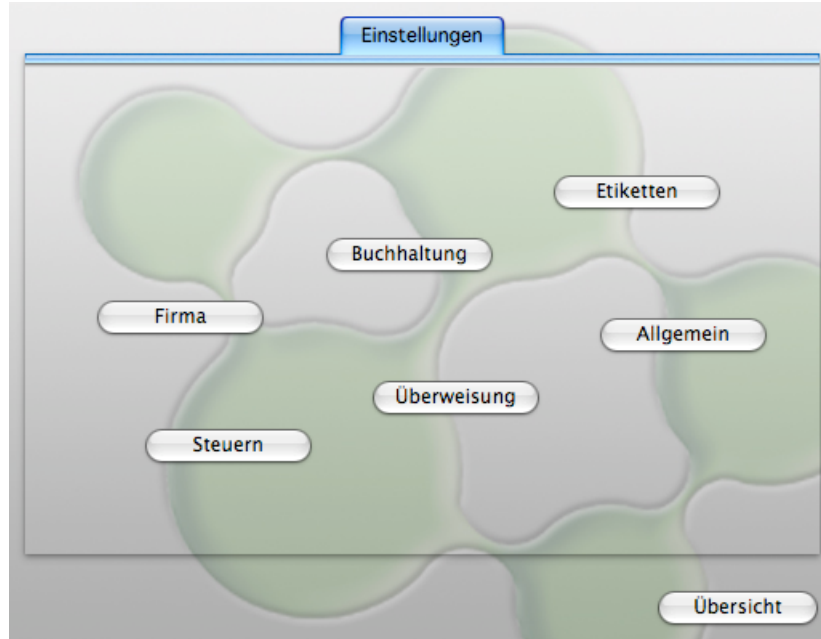 Einstellungen
Etiketten
Buchhaltung
Firma
Allgemein
Überweisung
Steuern
Übersicht